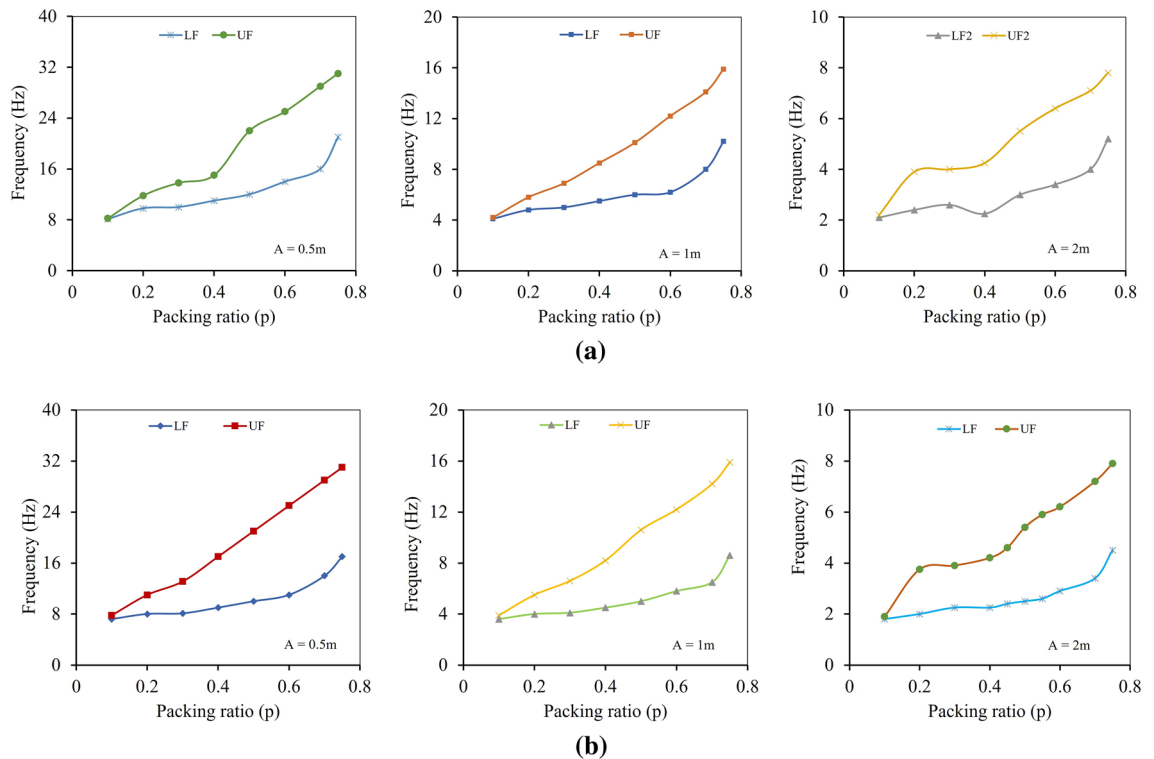 40
32
24
16
8
0
Frequency (Hz)
LF UF
A = 0.5m
0 0.2 0.4 0.6 0.8
Packing ratio (p)
20
16
12
8
4
0
Frequency (Hz)
LF UF
A = 1m
0 0.2 0.4 0.6 0.8
Packing ratio (p)
10
8
6
4
2
0
Frequency (Hz)
LF2 UF2
A = 2m
0 0.2 0.4 0.6 0.8
Packing ratio (p)
(a)
40
32
24
16
8
0
Frequency (Hz)
LF UF
A = 0.5m
0 0.2 0.4 0.6 0.8
Packing ratio (p)
20
16
12
8
4
0
Frequency (Hz)
LF UF
A = 1m
0 0.2 0.4 0.6 0.8
Packing ratio (p)
10
8
6
4
2
0
Frequency (Hz)
LF UF
A = 2m
0 0.2 0.4 0.6 0.8
Packing ratio (p)
(b)